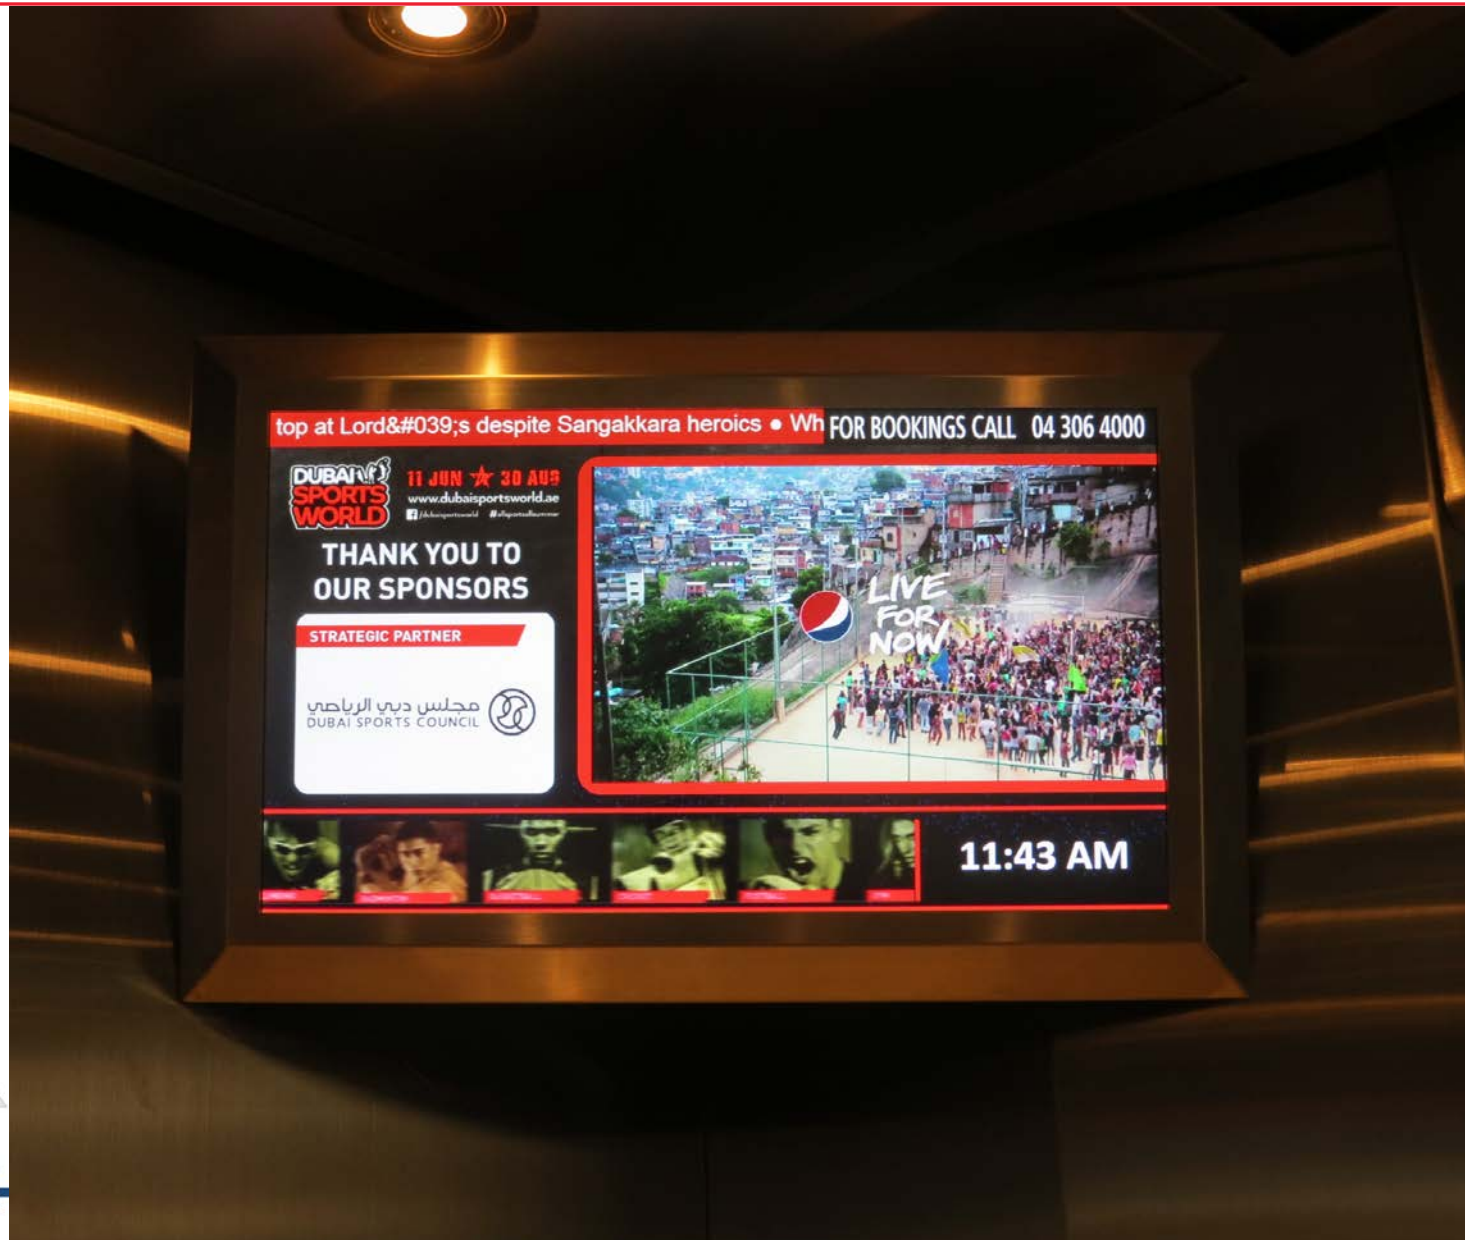 top at Lord&#039;s despite Sangakkara heroics ● Wh
FOR BOOKINGS CALL 04 306 4000
DUBAI
SPORTS
WORLD
11 JUN ★ 30 AUG
www.dubaisportsworld.ae
/dubaisportsworld #allsportsallsummer
THANK YOU TO
OUR SPONSORS
STRATEGIC PARTNER
مجلس دبي الرياضي
DUBAI SPORTS COUNCIL
LIVE
FOR
NOW
11:43 AM